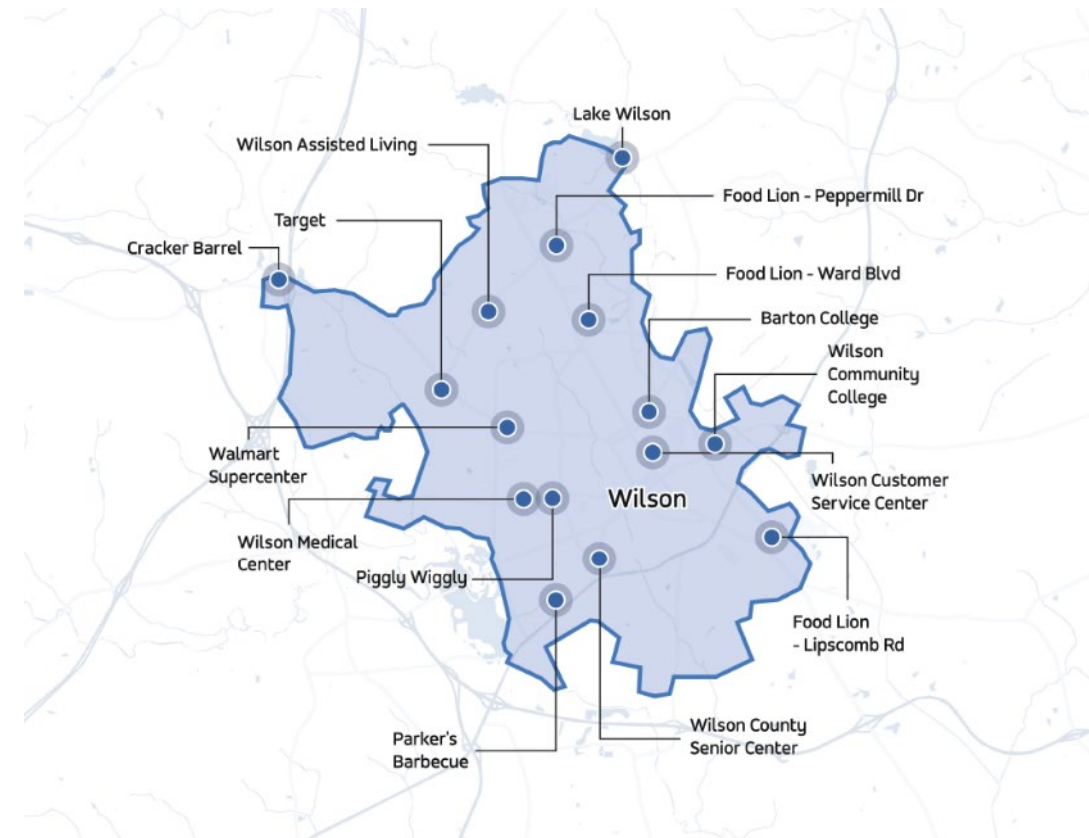 Lake Wilson
Wilson Assisted Living
Food Lion - Peppermill Dr
Target
Cracker Barrel
Food Lion - Ward Blvd
Barton College
Wilson
Community
College
Walmart
Supercenter
Wilson Customer
Service Center
Wilson
Wilson Medical
Center
Piggly Wiggly
Food Lion
- Lipscomb Rd
Parker's
Barbecue
Wilson County
Senior Center